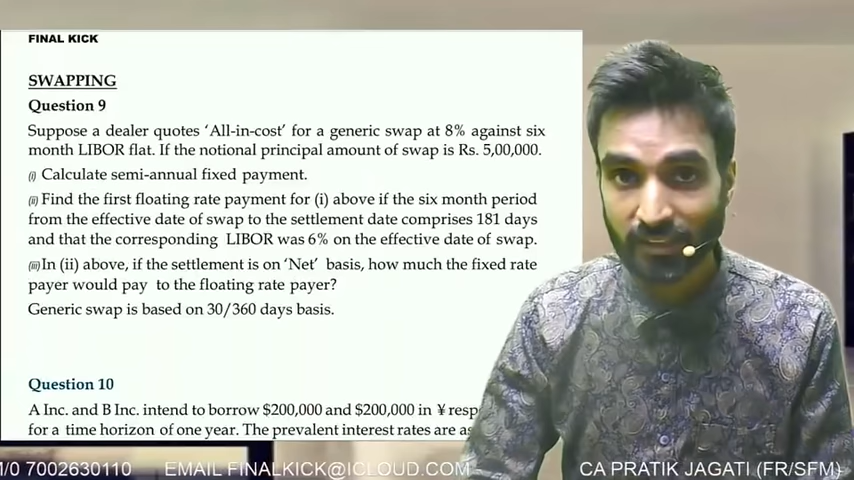 FINAL KICK
SWAPPING
Question 9
Suppose a dealer quotes ‘All-in-cost’ for a generic swap at 8% against six
month LIBOR flat. If the notional principal amount of swap is Rs. 5,00,000.
(i) Calculate semi-annual fixed payment.
(ii) Find the first floating rate payment for (i) above if the six month period
from the effective date of swap to the settlement date comprises 181 days
and that the corresponding LIBOR was 6% on the effective date of swap.
(iii) In (ii) above, if the settlement is on ‘Net’ basis, how much the fixed rate
payer would pay to the floating rate payer?
Generic swap is based on 30/360 days basis.
Question 10
A Inc. and B Inc. intend to borrow $200,000 and $200,000 in ¥
for a time horizon of one year. The prevalent interest rates are
M/0 7002630110 EMAIL FINALKICK@ICLOUD.COM CA PRATIK JAGATI (FR/SFM)